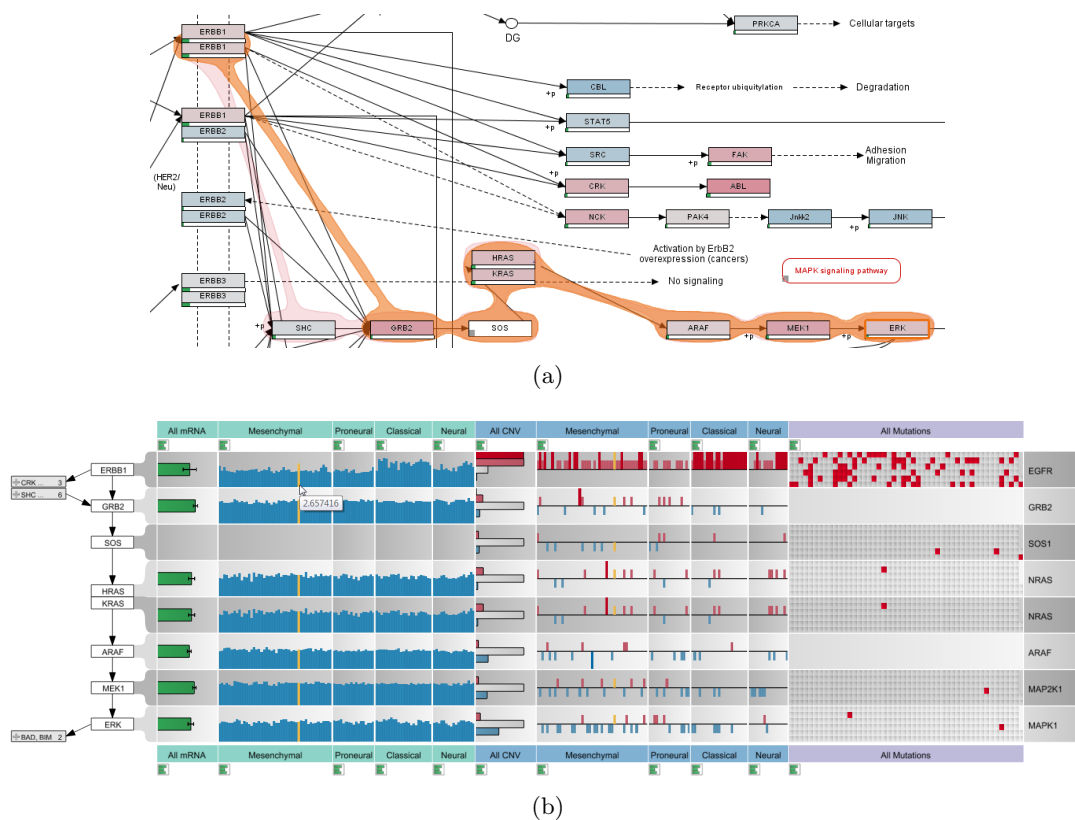 ERBB1
ERBB1
DG
PRKCA
Cellular targets
+p
CBL
Receptor ubiquitylation
Degradation
ERBB1
ERBB2
+p
STAT5
SRC
+p
FAK
Adhesion
Migration
(HER2/
Neu)
+p
CRK
ABL
ERBB2
ERBB2
NCK
PAK4
Jnkk2
+p
JNK
Activation by ErbB2
overexpression (cancers)
HRAS
KRAS
MAPK signaling pathway
ERBB3
ERBB3
No signaling
+p
SHC
GRB2
SOS
ARAF
+p
MEK1
+p
ERK
(a)
All mRNA Mesenchymal Proneural Classical Neural All CNV Mesenchymal Proneural Classical Neural All Mutations
ERBB1 EGFR
CRK ... 3
SHC ... 6
2.657416
GRB2 GRB2
SOS SOS1
HRAS NRAS
KRAS NRAS
ARAF ARAF
MEK1 MAP2K1
ERK MAPK1
BAD, BIM 2
All mRNA Mesenchymal Proneural Classical Neural All CNV Mesenchymal Proneural Classical Neural All Mutations
(b)